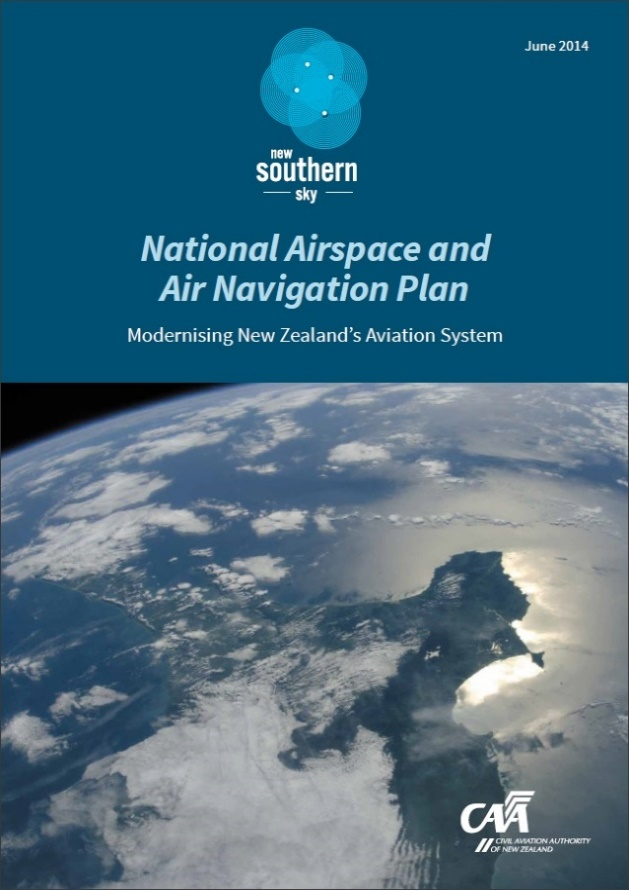 June 2014
new
southern
sky
National Airspace and
Air Navigation Plan
Modernising New Zealand's Aviation System
CAA
CIVIL AVIATION AUTHORITY
OF NEW ZEALAND